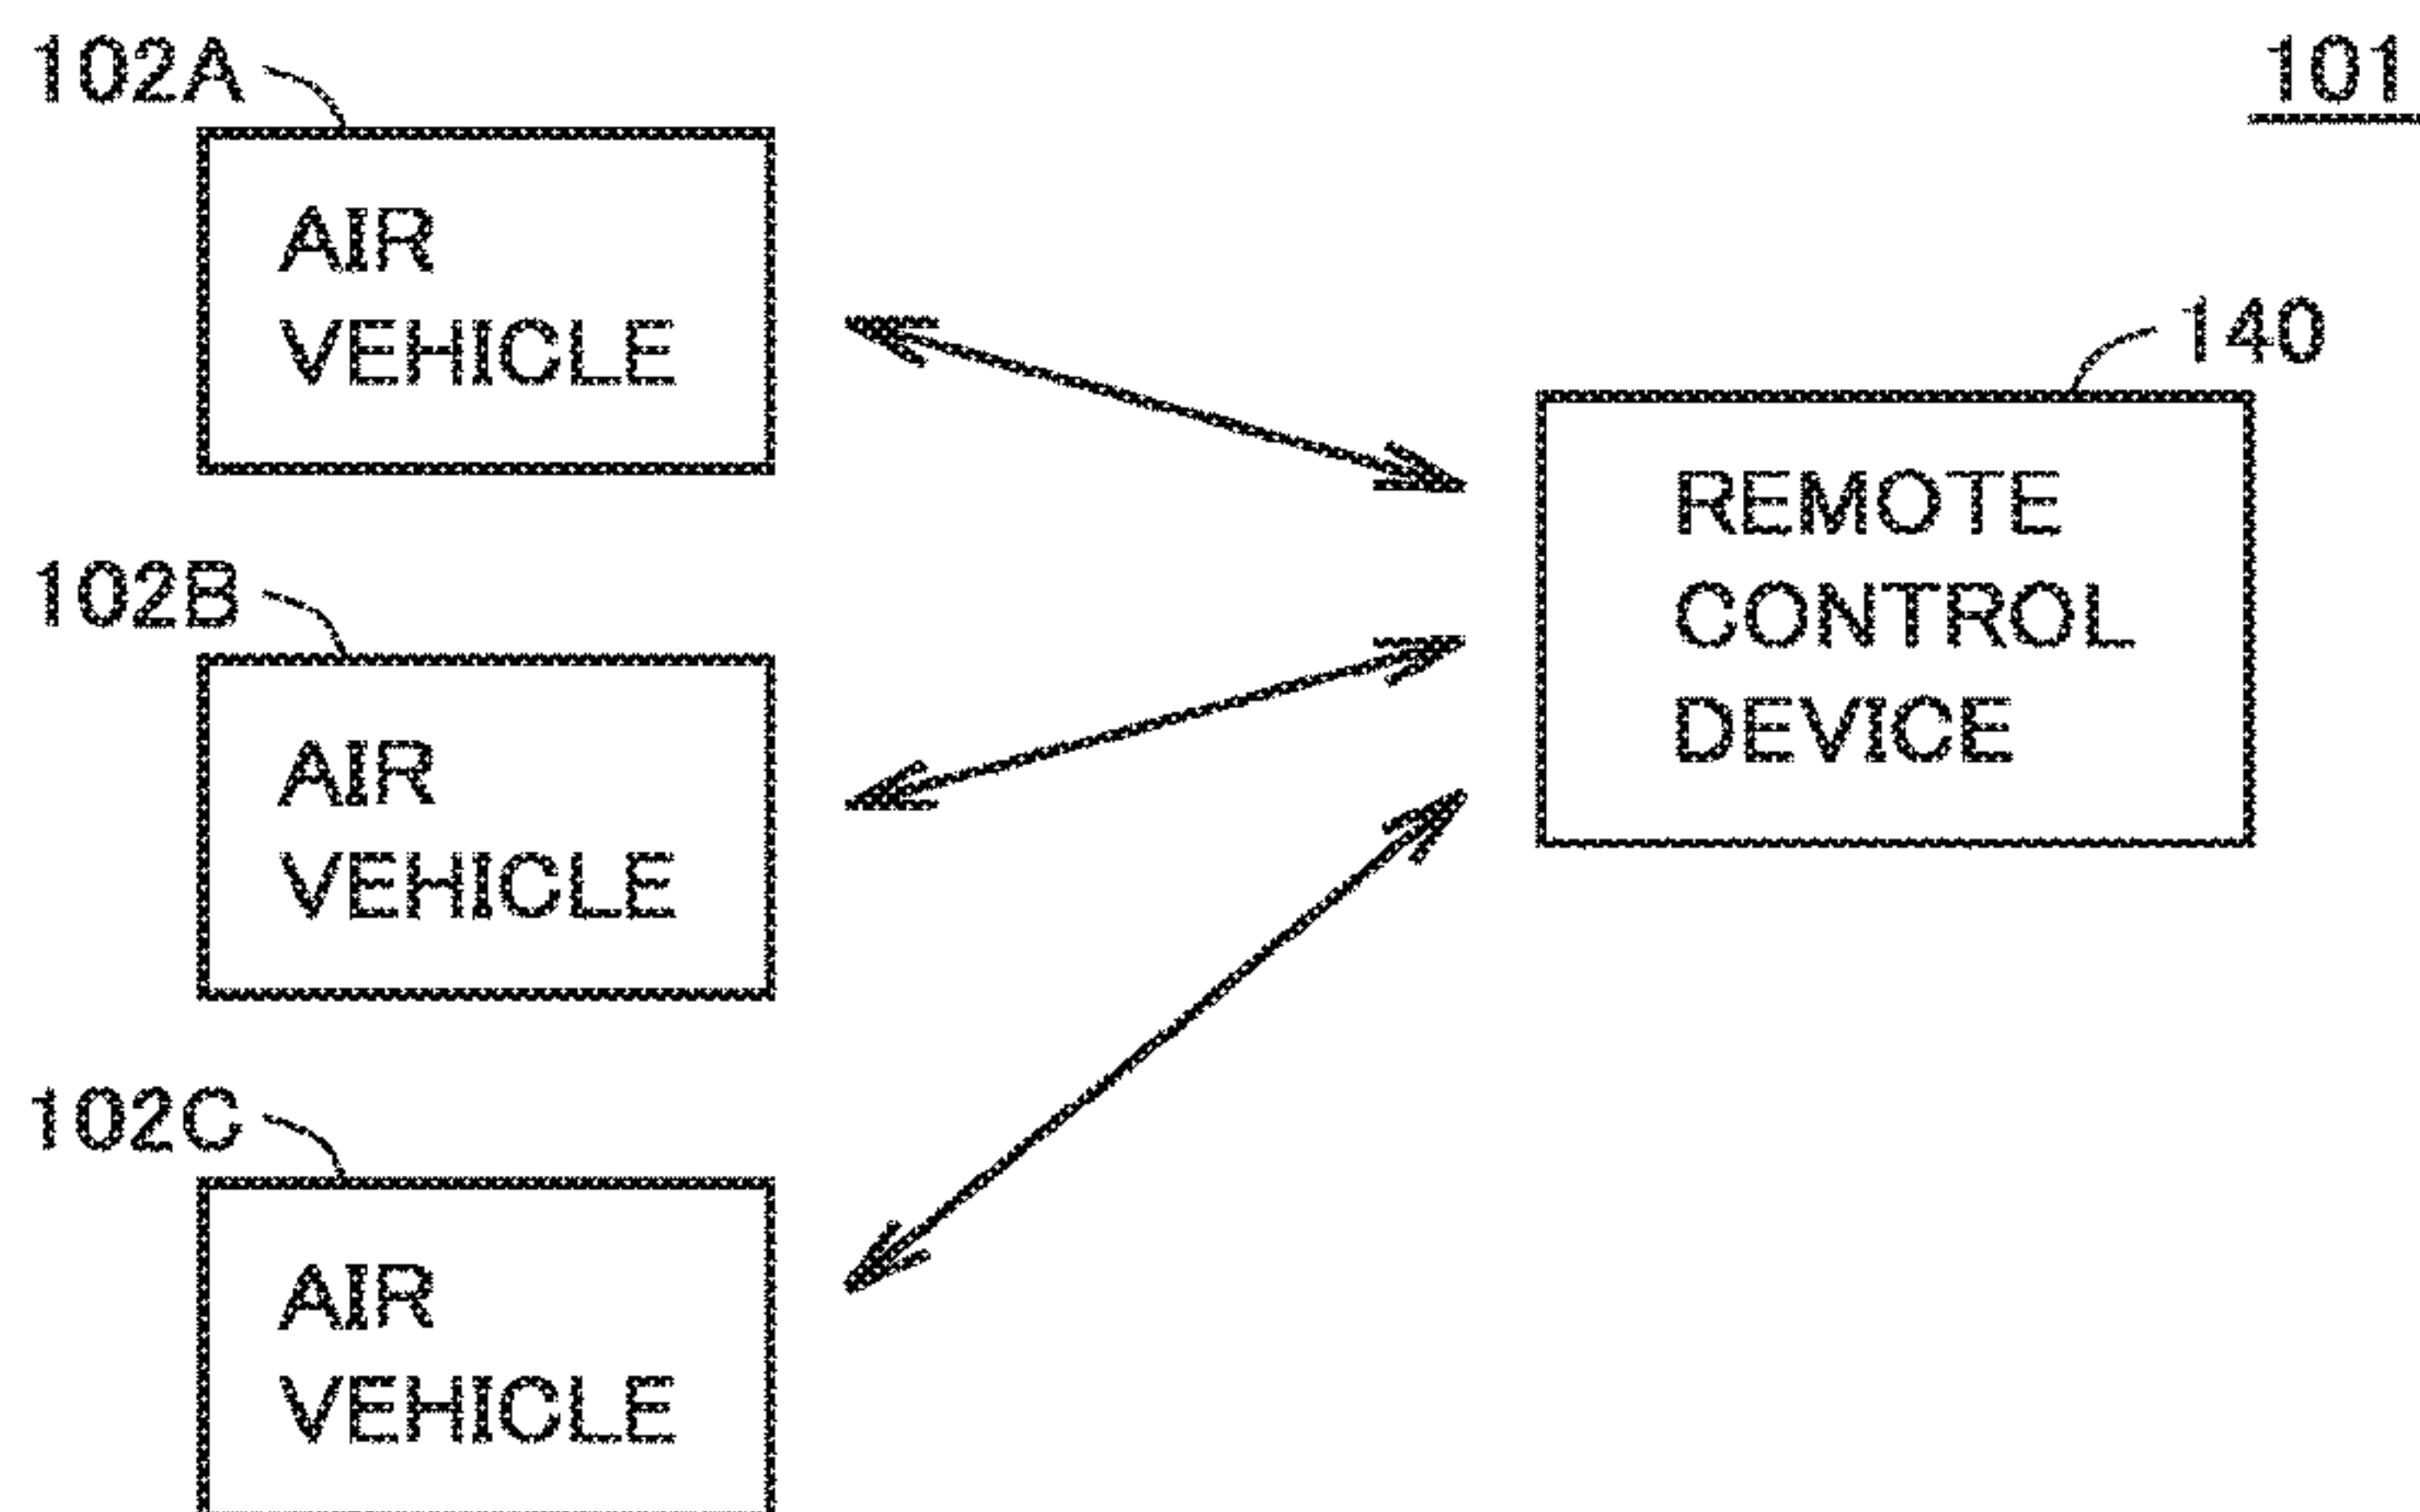 102A
101
AIR
VEHICLE
140
REMOTE
CONTROL
DEVICE
102B
AIR
VEHICLE
102C
AIR
VEHICLE